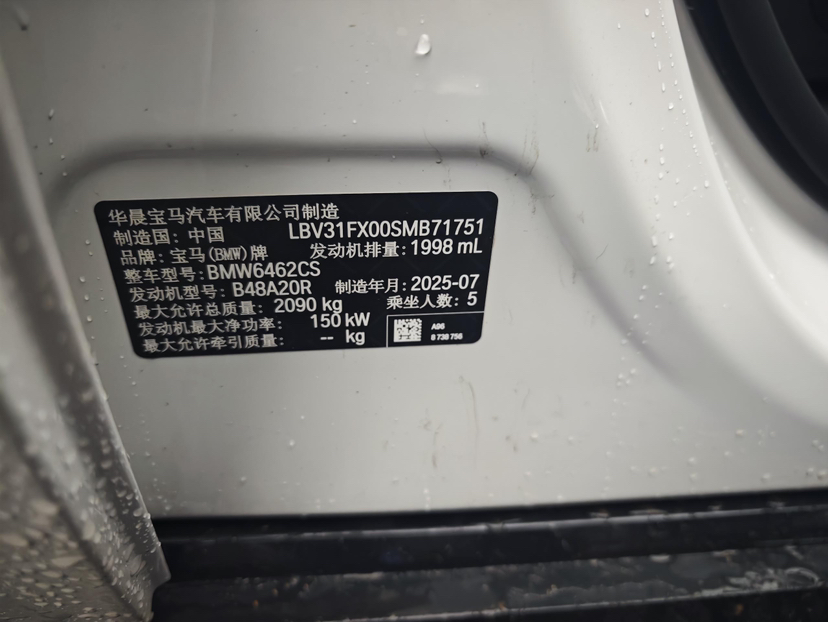 华晨宝马汽车有限公司制造
制造国: 中国 LBV31FX00SMB71751
品牌: 宝马(BMW)牌 发动机排量: 1998 mL
整车型号: BMW6462CS
发动机型号: B48A20R 制造年月: 2025-07
最大允许总质量: 2090 kg 乘坐人数: 5
发动机最大净功率: 150 kW
最大允许牵引质量: -- kg
A96
8 738 756